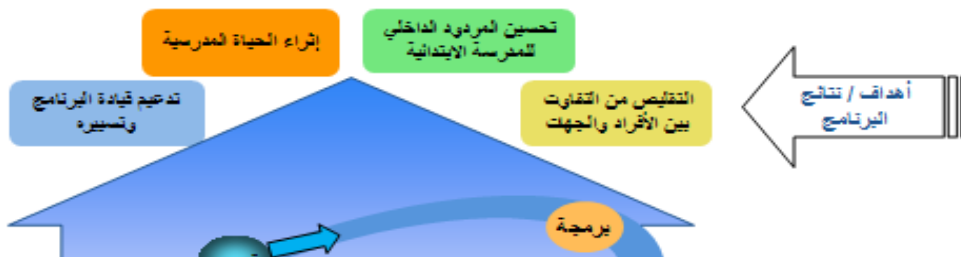 تحسين المردود الداخلي
للمدرسة الابتدائية
إثراء الحياة المدرسية
أهداف / نتائج
البرنامج
التقليص من التفاوت
بين الأفراد والجهات
تدعيم قيادة البرنامج
وتسييره
برمجة